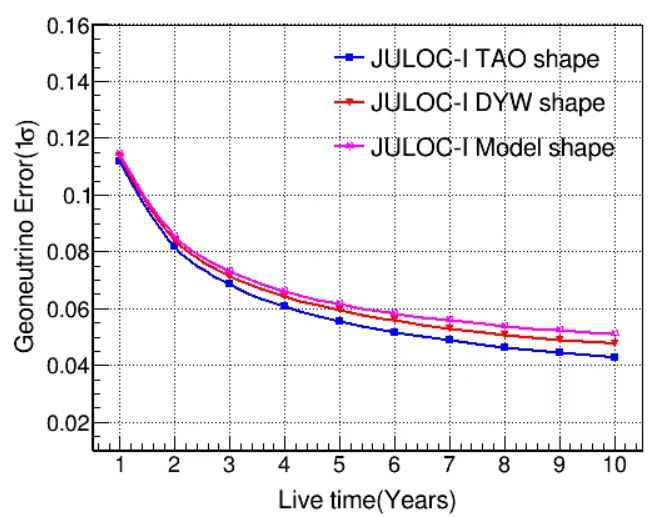 0.16
0.14
0.12
0.1
0.08
0.06
0.04
0.02
Geoneutrino Error(1σ)
JULOC-I TAO shape
JULOC-I DYW shape
JULOC-I Model shape
1 2 3 4 5 6 7 8 9 10
Live time(Years)